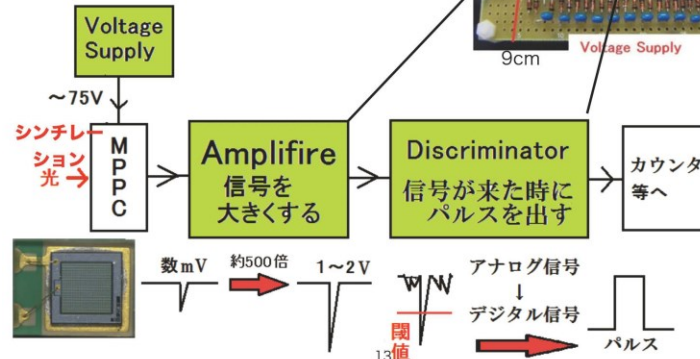 Voltage
Supply
Voltage Supply
9cm
～75V
シンチレー
ション
光
MPPC
Amplifire
信号を
大きくする
Discriminator
信号が来た時に
パルスを出す
カウンタ
等へ
数mV
約500倍
1～2V
閾
値
アナログ信号
↓
デジタル信号
パルス
13